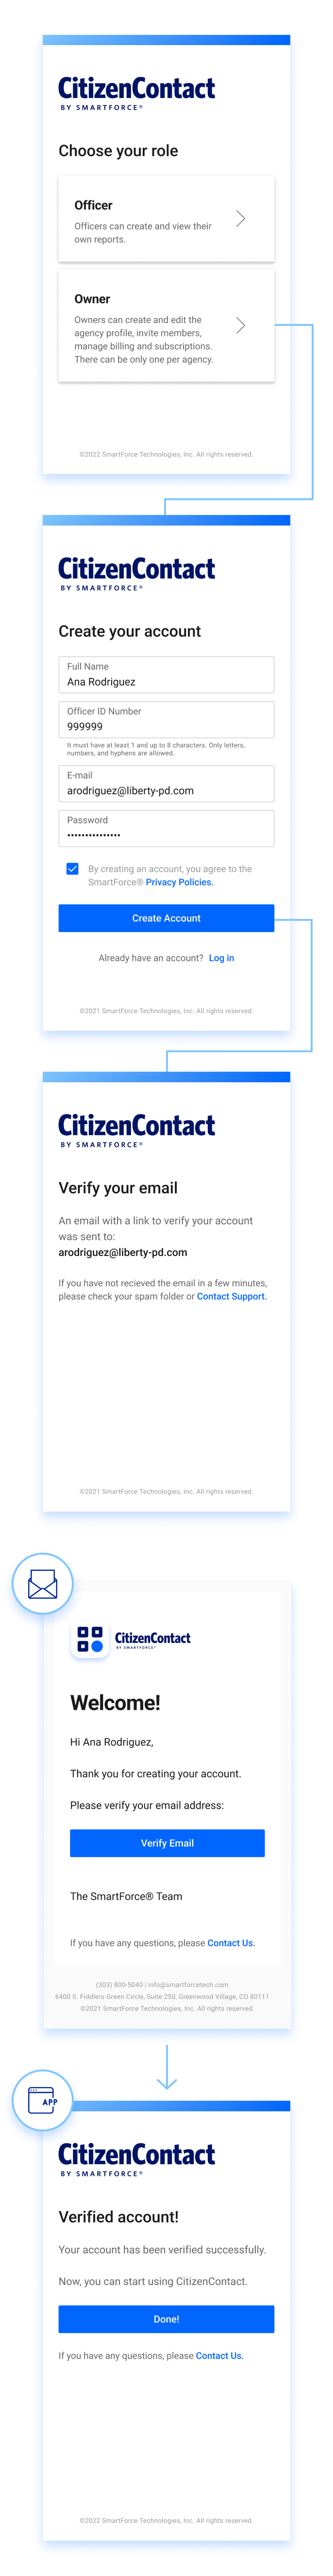 CitizenContact
BY SMARTFORCE®
Choose your role
Officer
Officers can create and view their
own reports.
Owner
Owners can create and edit the
agency profile, invite members,
manage billing and subscriptions.
There can be only one per agency.
©2022 SmartForce Technologies, Inc. All rights reserved.
CitizenContact
BY SMARTFORCE®
Create your account
Full Name
Ana Rodriguez
Officer ID Number
999999
It must have at least 1 and up to 8 characters. Only letters,
numbers, and hyphens are allowed.
E-mail
arodriguez@liberty-pd.com
Password
•••••••••••••••
By creating an account, you agree to the
SmartForce® Privacy Policies.
Create Account
Already have an account? Log in
©2021 SmartForce Technologies, Inc. All rights reserved.
CitizenContact
BY SMARTFORCE®
Verify your email
An email with a link to verify your account
was sent to:
arodriguez@liberty-pd.com
If you have not recieved the email in a few minutes,
please check your spam folder or Contact Support.
©2021 SmartForce Technologies, Inc. All rights reserved.
CitizenContact
BY SMARTFORCE®
Welcome!
Hi Ana Rodriguez,
Thank you for creating your account.
Please verify your email address:
Verify Email
The SmartForce® Team
If you have any questions, please Contact Us.
(303) 800-5040 | info@smartforcetech.com
6400 S. Fiddlers Green Circle, Suite 250, Greenwood Village, CO 80111
©2021 SmartForce Technologies, Inc. All rights reserved.
APP
CitizenContact
BY SMARTFORCE®
Verified account!
Your account has been verified successfully.
Now, you can start using CitizenContact.
Done!
If you have any questions, please Contact Us.
©2022 SmartForce Technologies, Inc. All rights reserved.